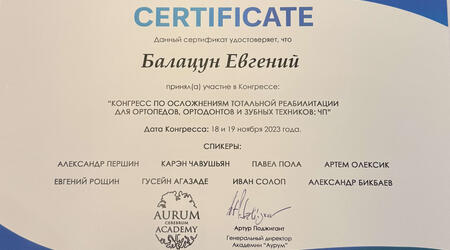 CERTIFICATE
Данный сертификат удостоверяет, что
Балацун Евгений
принял(а) участие в Конгрессе:
"КОНГРЕСС ПО ОСЛОЖНЕНИЯМ ТОТАЛЬНОЙ РЕАБИЛИТАЦИИ
ДЛЯ ОРТОПЕДОВ, ОРТОДОНТОВ И ЗУБНЫХ ТЕХНИКОВ: ЧП"
Дата Конгресса: 18 и 19 ноября 2023 года.
СПИКЕРЫ:
АЛЕКСАНДР ПЕРШИН КАРЭН ЧАВУШЬЯН ПАВЕЛ ПОЛА АРТЕМ ОЛЕКСИК
ЕВГЕНИЙ РОЩИН ГУСЕЙН АГАЗАДЕ ИВАН СОЛОП АЛЕКСАНДР БИКБАЕВ
AURUM
CEREBRUM
ACADEMY
Артур Поджигант
Генеральный директор
Академии "Аурум"